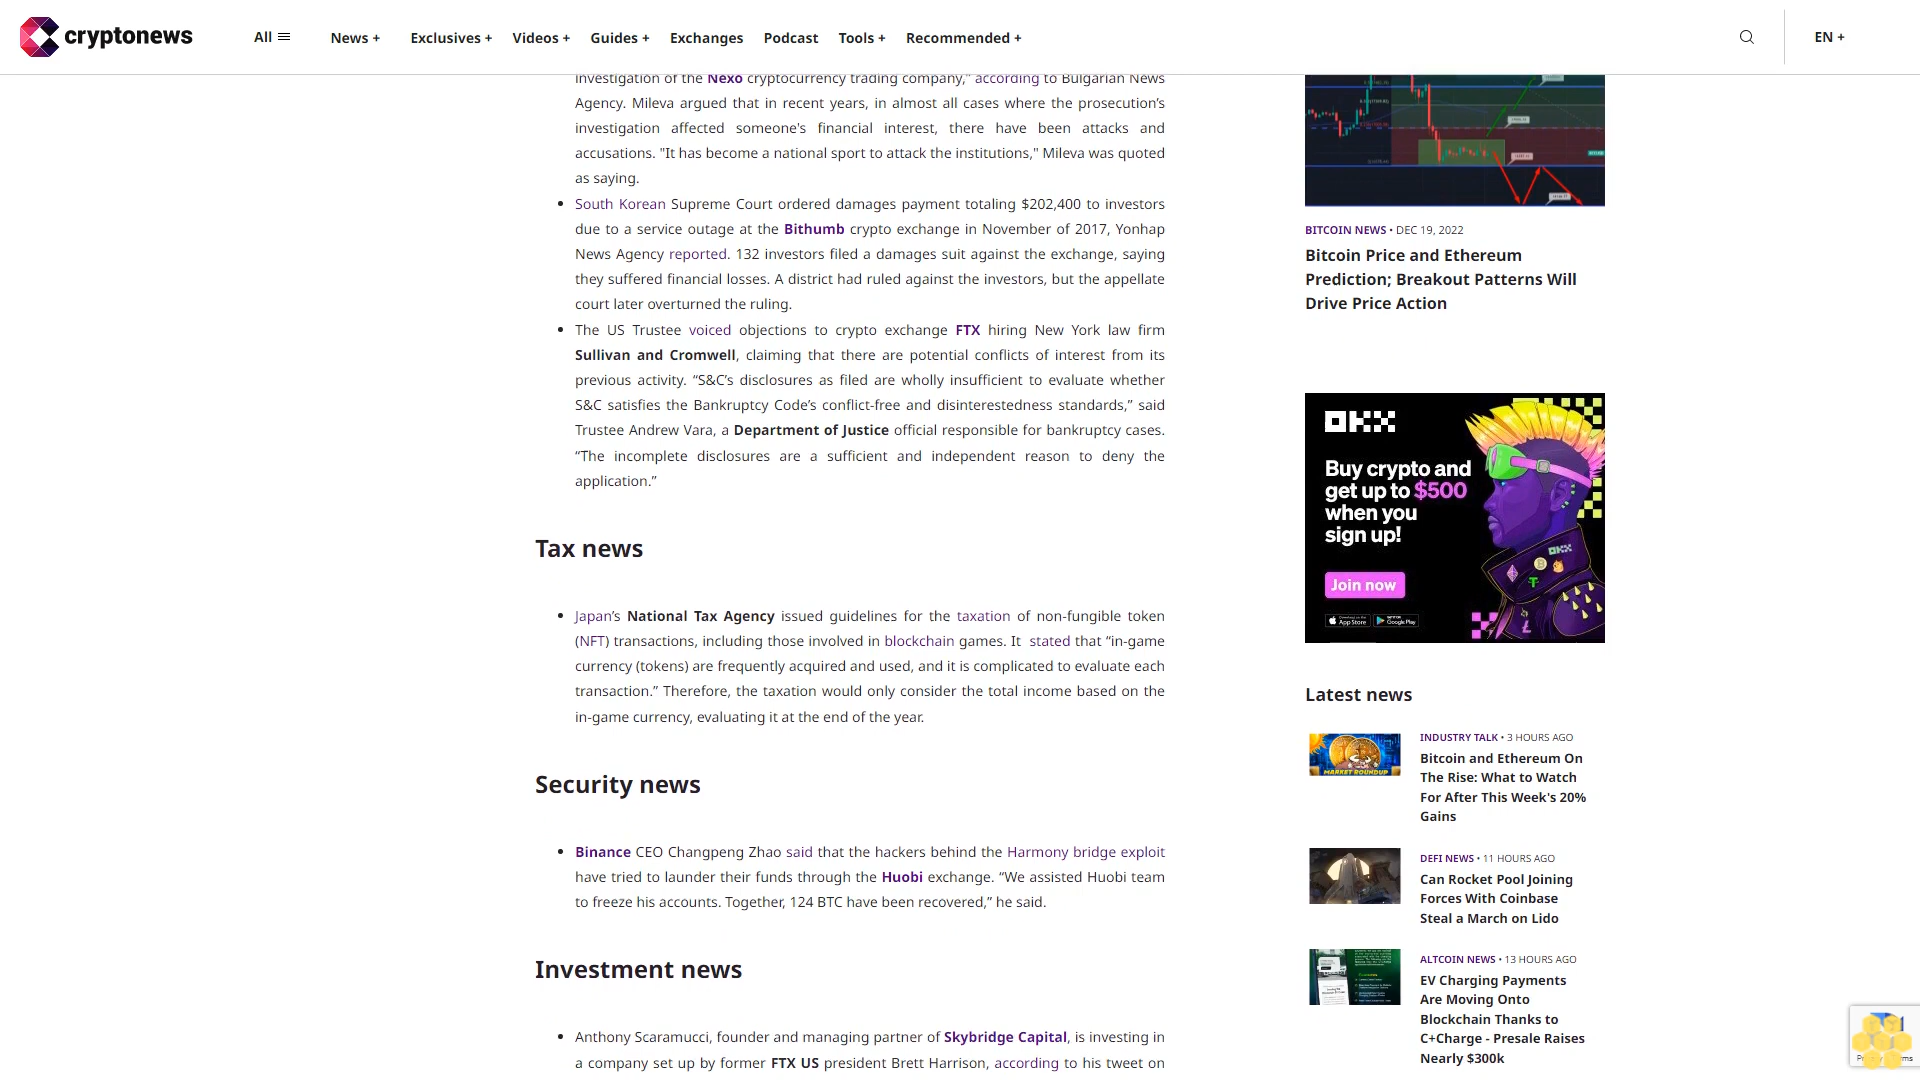 cryptonews
All
News +
Exclusives +
Videos +
Guides +
Exchanges
Podcast
Tools +
Recommended +
EN +
investigation of the Nexo cryptocurrency trading company," according to Bulgarian News
Agency. Mileva argued that in recent years, in almost all cases where the prosecution's
investigation affected someone's financial interest, there have been attacks and
accusations. "It has become a national sport to attack the institutions," Mileva was quoted
as saying.
South Korean Supreme Court ordered damages payment totaling $202,400 to investors
due to a service outage at the Bithumb crypto exchange in November of 2017, Yonhap
News Agency reported. 132 investors filed a damages suit against the exchange, saying
they suffered financial losses. A district had ruled against the investors, but the appellate
court later overturned the ruling.
The US Trustee voiced objections to crypto exchange FTX hiring New York law firm
Sullivan and Cromwell, claiming that there are potential conflicts of interest from its
previous activity. “S&C’s disclosures as filed are wholly insufficient to evaluate whether
S&C satisfies the Bankruptcy Code’s conflict-free and disinterestedness standards,” said
Trustee Andrew Vara, a Department of Justice official responsible for bankruptcy cases.
“The incomplete disclosures are a sufficient and independent reason to deny the
application.”
Tax news
Japan’s National Tax Agency issued guidelines for the taxation of non-fungible token
(NFT) transactions, including those involved in blockchain games. It stated that “in-game
currency (tokens) are frequently acquired and used, and it is complicated to evaluate each
transaction.” Therefore, the taxation would only consider the total income based on the
in-game currency, evaluating it at the end of the year.
Security news
Binance CEO Changpeng Zhao said that the hackers behind the Harmony bridge exploit
have tried to launder their funds through the Huobi exchange. “We assisted Huobi team
to freeze his accounts. Together, 124 BTC have been recovered,” he said.
Investment news
Anthony Scaramucci, founder and managing partner of Skybridge Capital, is investing in
a company set up by former FTX US president Brett Harrison, according to his tweet on
BITCOIN NEWS • DEC 19, 2022
Bitcoin Price and Ethereum
Prediction; Breakout Patterns Will
Drive Price Action
OKX
Buy crypto and
get up to $500
when you
sign up!
Join now
App Store
Google Play
Latest news
INDUSTRY TALK • 3 HOURS AGO
Bitcoin and Ethereum On
The Rise: What to Watch
For After This Week's 20%
Gains
MARKET ROUNDUP
DEFI NEWS • 11 HOURS AGO
Can Rocket Pool Joining
Forces With Coinbase
Steal a March on Lido
ALTCOIN NEWS • 13 HOURS AGO
EV Charging Payments
Are Moving Onto
Blockchain Thanks to
C+Charge - Presale Raises
Nearly $300k